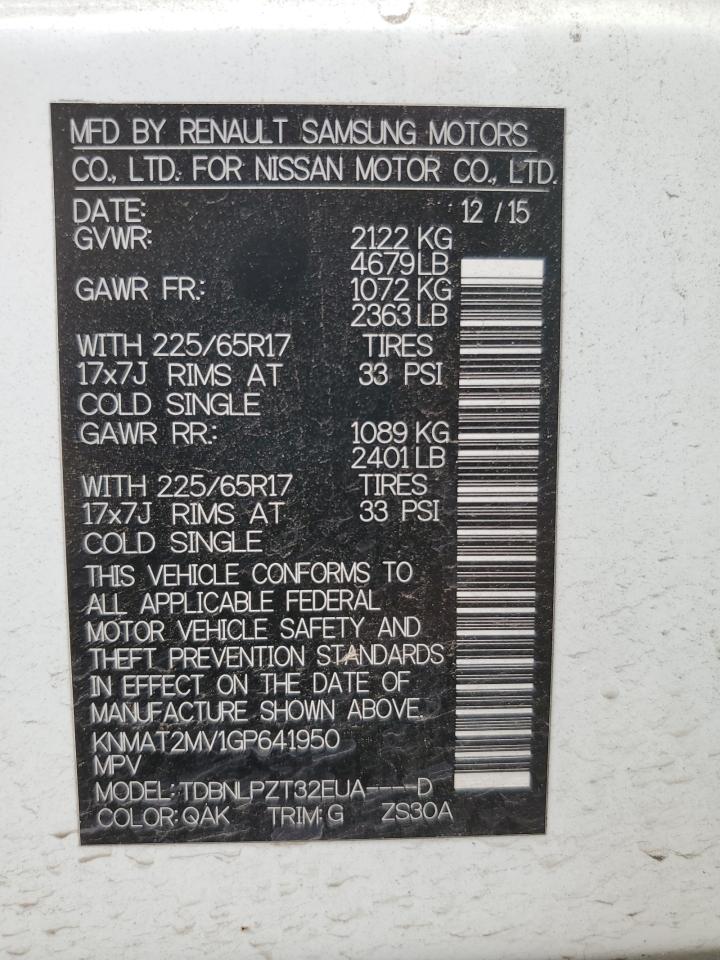 MFD BY RENAULT SAMSUNG MOTORS
CO., LTD. FOR NISSAN MOTOR CO., LTD.
DATE: 12 / 15
GVWR: 2122 KG
4679 LB
GAWR FR.: 1072 KG
2363 LB
WITH 225/65R17 TIRES
17x7J RIMS AT 33 PSI
COLD SINGLE
GAWR RR.: 1089 KG
2401 LB
WITH 225/65R17 TIRES
17x7J RIMS AT 33 PSI
COLD SINGLE
THIS VEHICLE CONFORMS TO
ALL APPLICABLE FEDERAL
MOTOR VEHICLE SAFETY AND
THEFT PREVENTION STANDARDS
IN EFFECT ON THE DATE OF
MANUFACTURE SHOWN ABOVE.
KNMAT2MV1GP641950
MPV
MODEL: TDBNLPZT32EUA----D
COLOR: QAK TRIM: G ZS30A